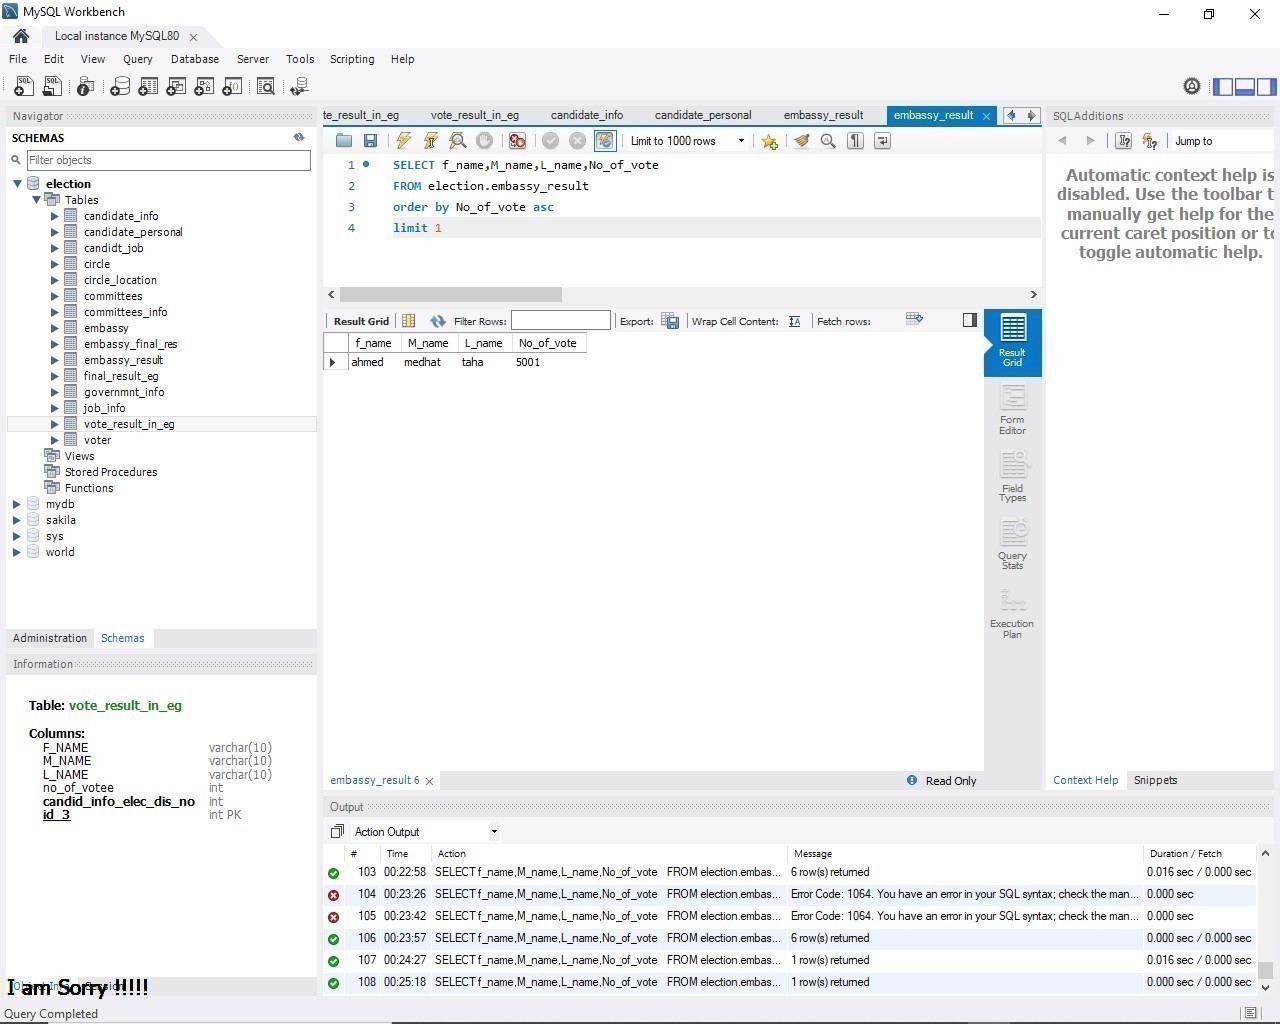 MySQL Workbench
Local instance MySQL80
File Edit View Query Database Server Tools Scripting Help
Navigator
SCHEMAS
Filter objects
election
Tables
candidate_info
candidate_personal
candidt_job
circle
circle_location
committees
committees_info
embassy
embassy_final_res
embassy_result
final_result_eg
governmnt_info
job_info
vote_result_in_eg
voter
Views
Stored Procedures
Functions
mydb
sakila
sys
world
Administration Schemas
Information
Table: vote_result_in_eg
Columns:
F_NAME varchar(10)
M_NAME varchar(10)
L_NAME varchar(10)
no_of_votee int
candid_info_elec_dis_no int
id_3 int PK
I am Sorry !!!!!
te_result_in_eg vote_result_in_eg candidate_info candidate_personal embassy_result embassy_result
Limit to 1000 rows
1 SELECT f_name,M_name,L_name,No_of_vote
2 FROM election.embassy_result
3 order by No_of_vote asc
4 limit 1
Result Grid Filter Rows: Export: Wrap Cell Content: Fetch rows:
f_name M_name L_name No_of_vote
ahmed medhat taha 5001
Result
Grid
Form
Editor
Field
Types
Query
Stats
Execution
Plan
embassy_result 6
Read Only
SQLAdditions
Jump to
Automatic context help is
disabled. Use the toolbar t
manually get help for the
current caret position or to
toggle automatic help.
Context Help Snippets
Output
Action Output
# Time Action Message Duration / Fetch
103 00:22:58 SELECT f_name,M_name,L_name,No_of_vote FROM election.embas... 6 row(s) returned 0.016 sec / 0.000 sec
104 00:23:26 SELECT f_name,M_name,L_name,No_of_vote FROM election.embas... Error Code: 1064. You have an error in your SQL syntax; check the man... 0.000 sec
105 00:23:42 SELECT f_name,M_name,L_name,No_of_vote FROM election.embas... Error Code: 1064. You have an error in your SQL syntax; check the man... 0.000 sec
106 00:23:57 SELECT f_name,M_name,L_name,No_of_vote FROM election.embas... 6 row(s) returned 0.000 sec / 0.000 sec
107 00:24:27 SELECT f_name,M_name,L_name,No_of_vote FROM election.embas... 1 row(s) returned 0.016 sec / 0.000 sec
108 00:25:18 SELECT f_name,M_name,L_name,No_of_vote FROM election.embas... 1 row(s) returned 0.000 sec / 0.000 sec
Query Completed